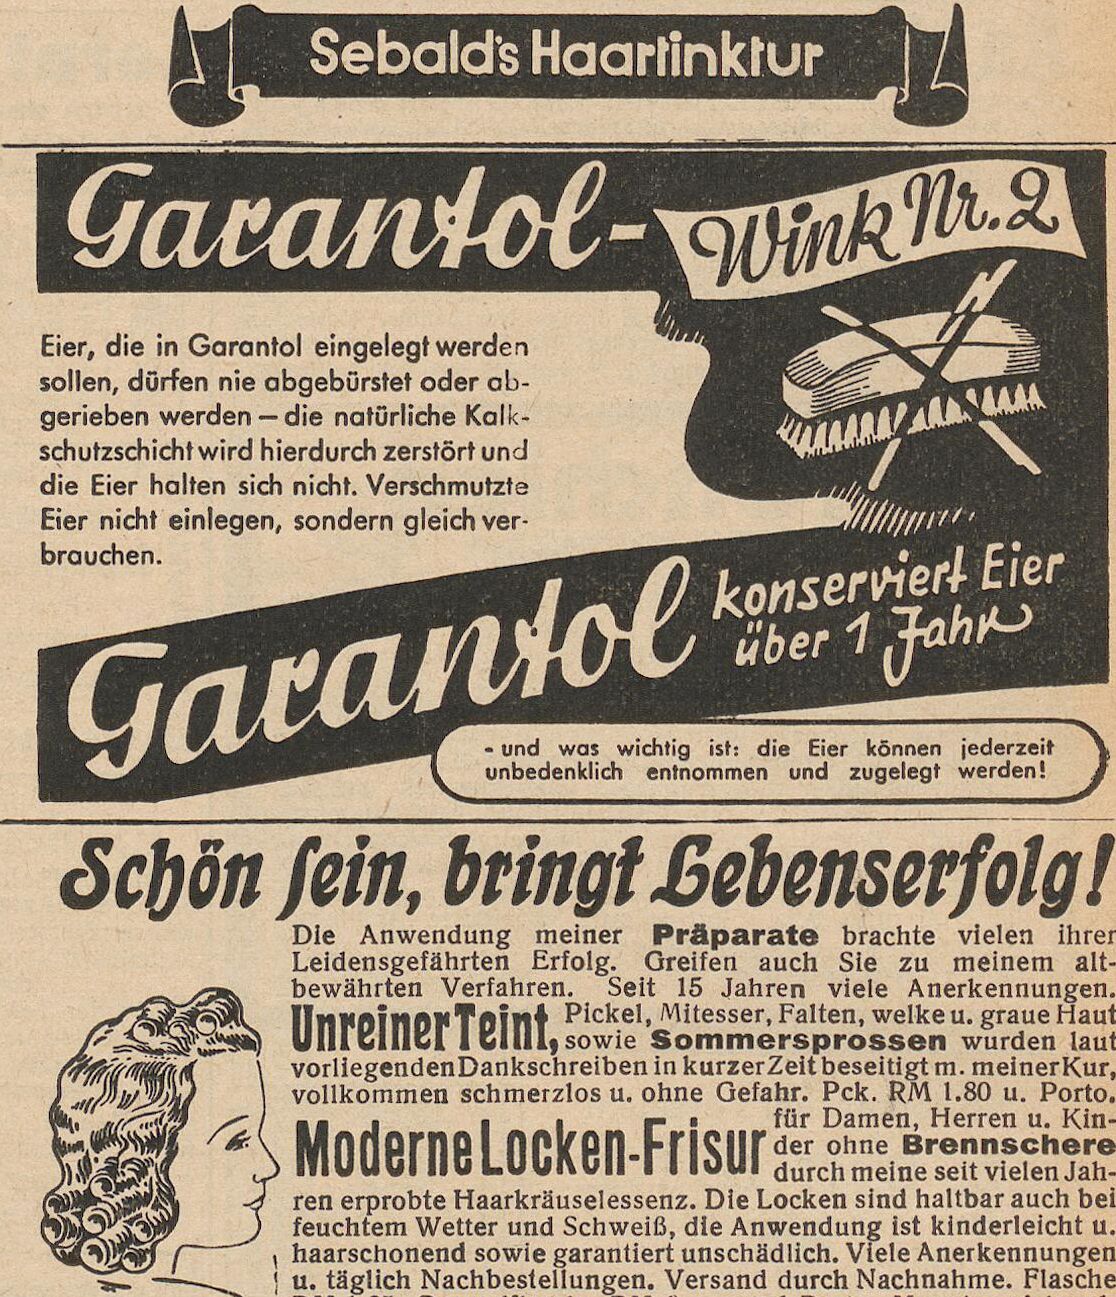 Sebald's Haartinktur
Garantol-
Wink Nr. 2
Eier, die in Garantol eingelegt werden
sollen, dürfen nie abgebürstet oder ab-
gerieben werden – die natürliche Kalk-
schutzschicht wird hierdurch zerstört und
die Eier halten sich nicht. Verschmutzte
Eier nicht einlegen, sondern gleich ver-
brauchen.
Garantol
konserviert Eier
über 1 Jahr
- und was wichtig ist: die Eier können jederzeit
unbedenklich entnommen und zugelegt werden!
Schön sein, bringt Lebenserfolg!
Die Anwendung meiner Präparate brachte vielen ihrer
Leidensgefährten Erfolg. Greifen auch Sie zu meinem alt-
bewährten Verfahren. Seit 15 Jahren viele Anerkennungen.
Unreiner Teint, Pickel, Mitesser, Falten, welke u. graue Haut
sowie Sommersprossen wurden laut
vorliegenden Dankschreiben in kurzer Zeit beseitigt m. meiner Kur,
vollkommen schmerzlos u. ohne Gefahr. Pck. RM 1.80 u. Porto.
Moderne Locken-Frisur für Damen, Herren u. Kin-
der ohne Brennschere
durch meine seit vielen Jah-
ren erprobte Haarkräuselessenz. Die Locken sind haltbar auch bei
feuchtem Wetter und Schweiß, die Anwendung ist kinderleicht u.
haarschonend sowie garantiert unschädlich. Viele Anerkennungen
u. täglich Nachbestellungen. Versand durch Nachnahme. Flasche